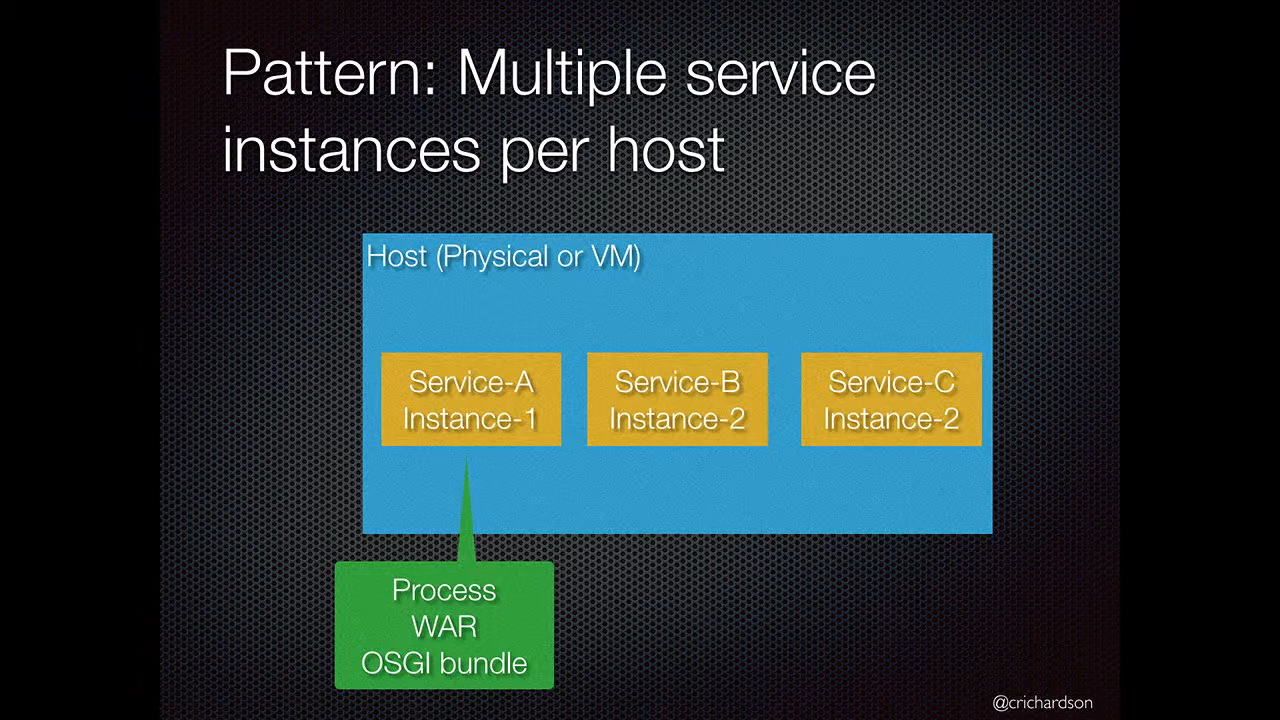 Pattern: Multiple service
instances per host
Host (Physical or VM)
Service-A
Instance-1
Service-B
Instance-2
Service-C
Instance-2
Process
WAR
OSGI bundle
@crichardson